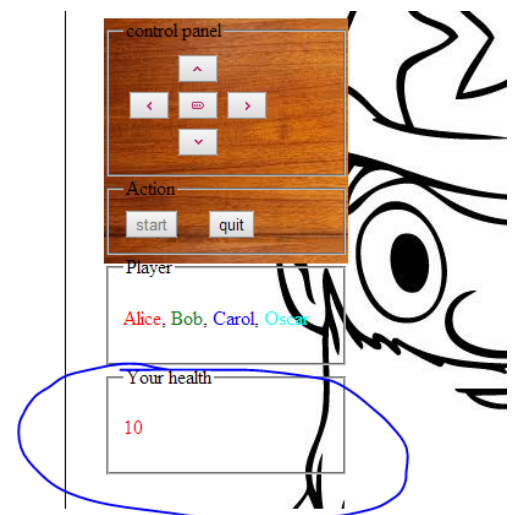 control panel
Action
start quit
Player
Alice, Bob, Carol, Oscar
Your health
10